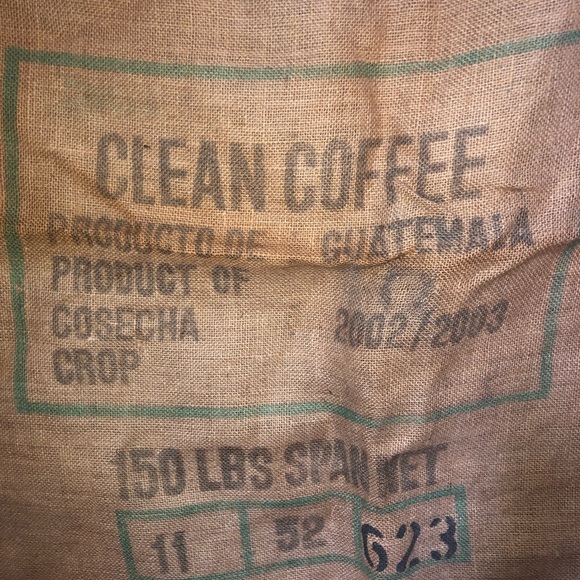 CLEAN COFFEE
PRODUCTO DE GUATEMALA
PRODUCT OF
COSECHA 2002/2003
CROP
150 LBS SPAN NET
11 52 623